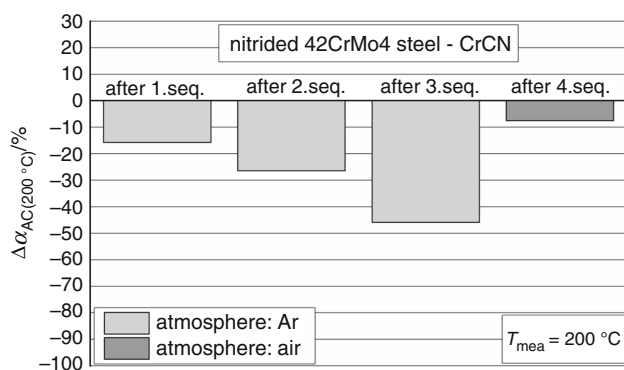 30
nitrided 42CrMo4 steel - CrCN
20
10
after 1.seq. after 2.seq. after 3.seq. after 4.seq.
0
–10
–20
–30
–40
–50
–60
–70
–80
–90
–100
Δα_AC(200 °C)/%
atmosphere: Ar
atmosphere: air
T_mea = 200 °C